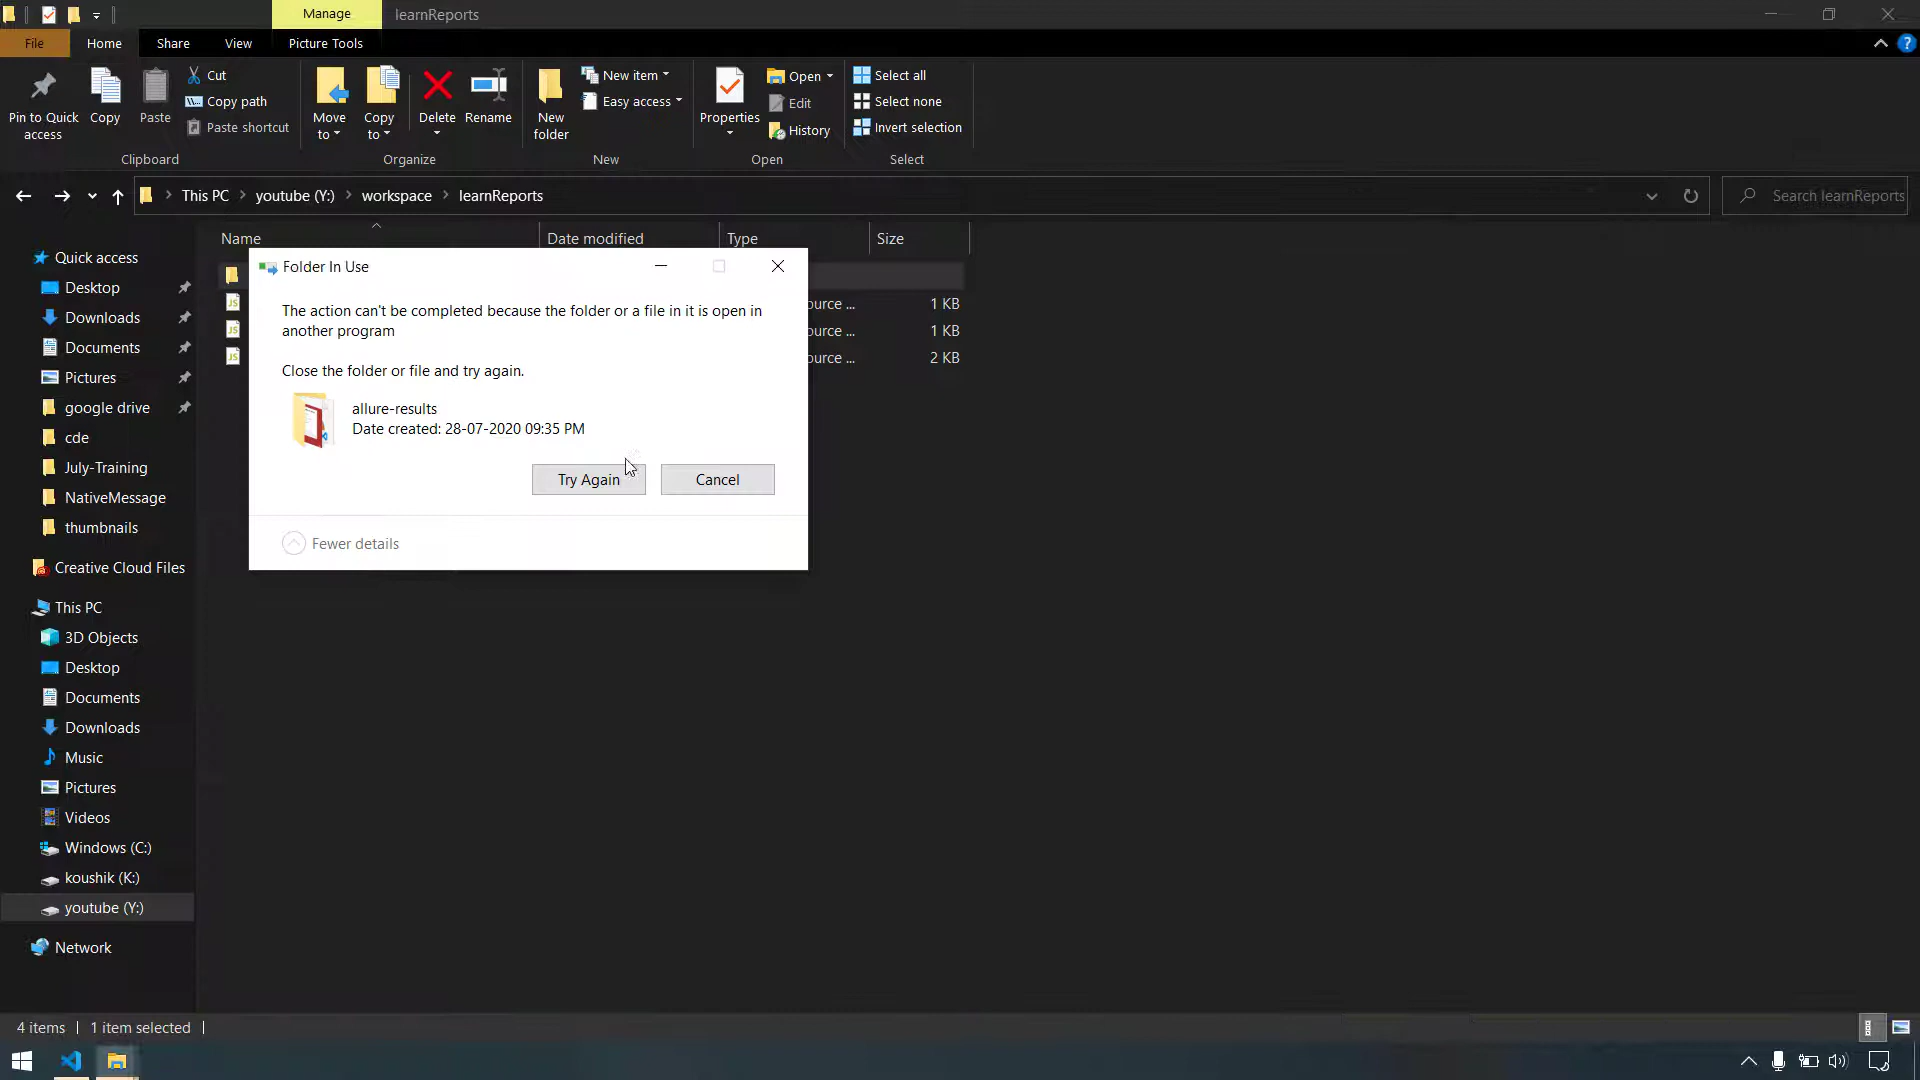 Manage
learnReports
File
Home
Share
View
Picture Tools
Pin to Quick
access
Copy
Paste
Cut
Copy path
Paste shortcut
Clipboard
Move
to
Copy
to
Delete
Rename
Organize
New
folder
New item
Easy access
New
Properties
Open
Edit
History
Open
Select all
Select none
Invert selection
Select
This PC
youtube (Y:)
workspace
learnReports
Search learnReports
Name
Date modified
Type
Size
ource ...
1 KB
ource ...
1 KB
ource ...
2 KB
Folder In Use
The action can't be completed because the folder or a file in it is open in
another program
Close the folder or file and try again.
allure-results
Date created: 28-07-2020 09:35 PM
Try Again
Cancel
Fewer details
Quick access
Desktop
Downloads
Documents
Pictures
google drive
cde
July-Training
NativeMessage
thumbnails
Creative Cloud Files
This PC
3D Objects
Desktop
Documents
Downloads
Music
Pictures
Videos
Windows (C:)
koushik (K:)
youtube (Y:)
Network
4 items
1 item selected